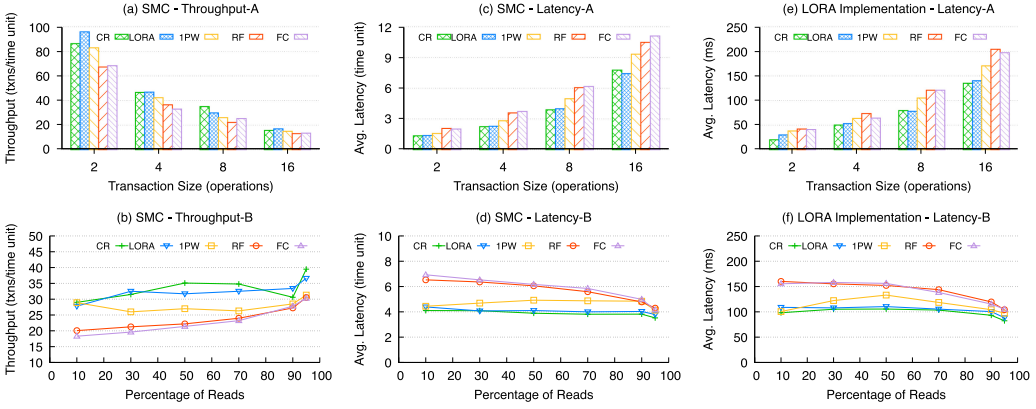 (a) SMC - Throughput-A
Throughput (txns/time unit)
100
80
60
40
20
0
CR LORA 1PW RF FC
2 4 8 16
Transaction Size (operations)
(c) SMC - Latency-A
Avg. Latency (time unit)
12
9
6
3
0
CR LORA 1PW RF FC
2 4 8 16
Transaction Size (operations)
(e) LORA Implementation - Latency-A
Avg. Latency (ms)
250
200
150
100
50
0
CR LORA 1PW RF FC
2 4 8 16
Transaction Size (operations)
(b) SMC - Throughput-B
Throughput (txns/time unit)
50
45
40
35
30
25
20
15
10
CR LORA 1PW RF FC
0 10 20 30 40 50 60 70 80 90 100
Percentage of Reads
(d) SMC - Latency-B
Avg. Latency (time unit)
10
8
6
4
2
0
CR LORA 1PW RF FC
0 10 20 30 40 50 60 70 80 90 100
Percentage of Reads
(f) LORA Implementation - Latency-B
Avg. Latency (ms)
250
200
150
100
50
0
CR LORA 1PW RF FC
0 10 20 30 40 50 60 70 80 90 100
Percentage of Reads